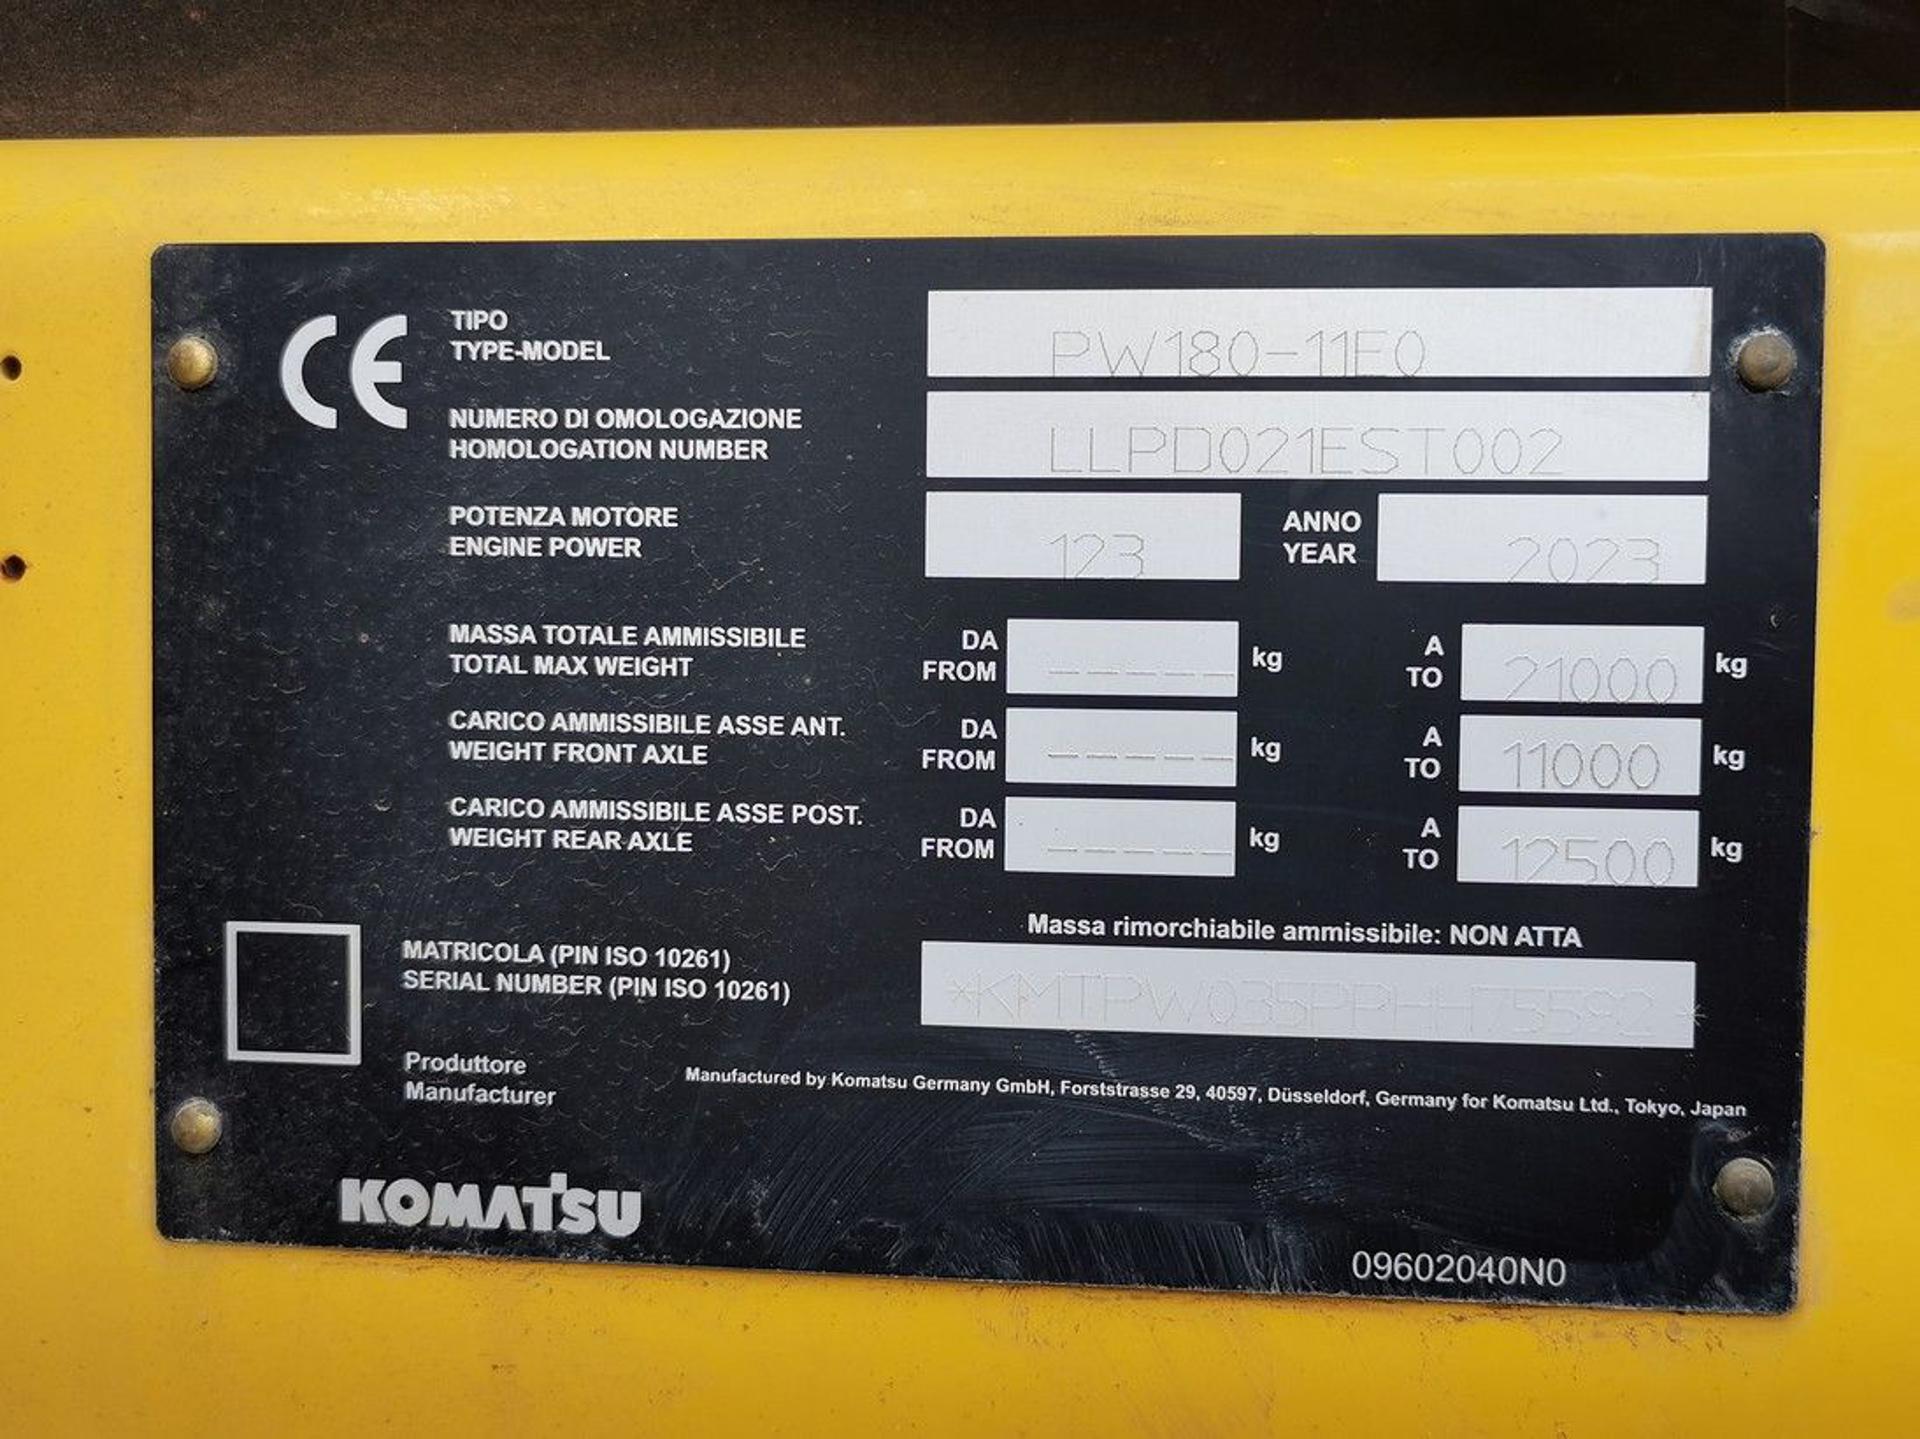 CE
TIPO
TYPE-MODEL
PW180-11E0
NUMERO DI OMOLOGAZIONE
HOMOLOGATION NUMBER
LLPD021EST002
POTENZA MOTORE
ENGINE POWER
123
ANNO
YEAR
2023
MASSA TOTALE AMMISSIBILE
TOTAL MAX WEIGHT
DA
FROM
----- kg
A
TO
21000 kg
CARICO AMMISSIBILE ASSE ANT.
WEIGHT FRONT AXLE
DA
FROM
----- kg
A
TO
11000 kg
CARICO AMMISSIBILE ASSE POST.
WEIGHT REAR AXLE
DA
FROM
----- kg
A
TO
12500 kg
Massa rimorchiabile ammissibile: NON ATTA
MATRICOLA (PIN ISO 10261)
SERIAL NUMBER (PIN ISO 10261)
Produttore
Manufacturer
Manufactured by Komatsu Germany GmbH, Forststrasse 29, 40597, Düsseldorf, Germany for Komatsu Ltd., Tokyo, Japan
KOMATSU
09602040N0